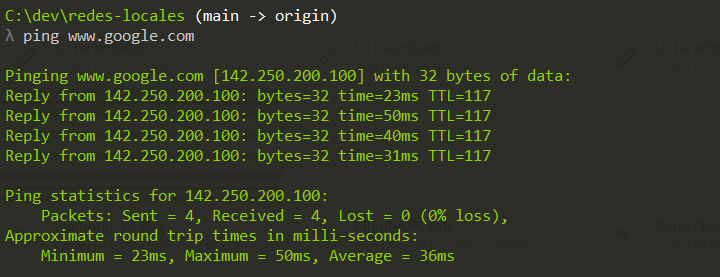 C:\dev\redes-locales (main -> origin)
λ ping www.google.com
Pinging www.google.com [142.250.200.100] with 32 bytes of data:
Reply from 142.250.200.100: bytes=32 time=23ms TTL=117
Reply from 142.250.200.100: bytes=32 time=50ms TTL=117
Reply from 142.250.200.100: bytes=32 time=40ms TTL=117
Reply from 142.250.200.100: bytes=32 time=31ms TTL=117
Ping statistics for 142.250.200.100:
    Packets: Sent = 4, Received = 4, Lost = 0 (0% loss),
Approximate round trip times in milli-seconds:
    Minimum = 23ms, Maximum = 50ms, Average = 36ms